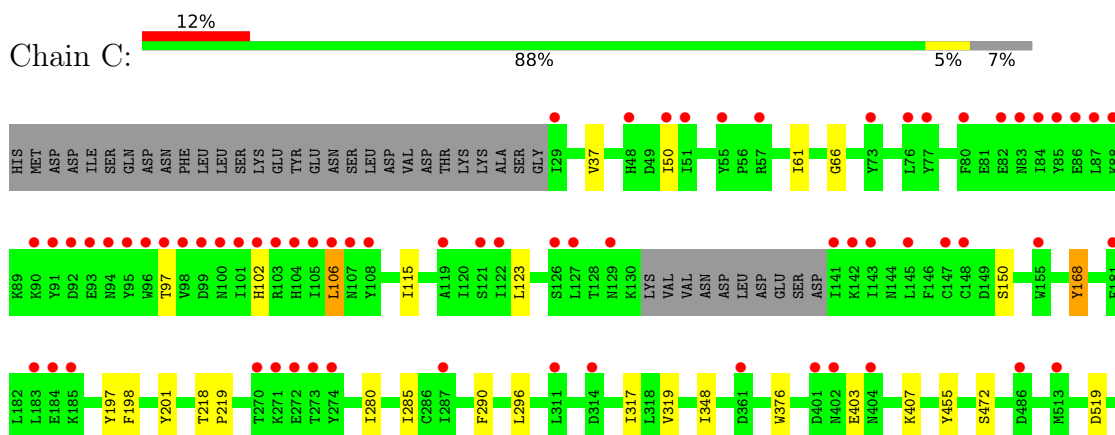 12%
Chain C:
88% 5% 7%
HIS MET ASP ASP ILE SER GLN ASP ASN PHE LEU LEU SER LYS GLU TYR GLU ASN SER LEU ASP VAL ASP THR LYS LYS ALA SER GLY I29 V37 H48 D49 I50 I51 Y55 P56 R57 I61 G66 Y73 L76 Y77 F80 E81 E82 N83 I84 Y85 E86 L87 K88
K89 K90 Y91 D92 E93 N94 Y95 W96 T97 V98 D99 N100 I101 H102 R103 H104 I105 L106 N107 Y108 I115 A119 I120 S121 I122 L123 S126 L127 T128 N129 K130 LYS VAL VAL ASN ASP ASP LEU ASP GLU SER ASP I141 K142 I143 N144 L145 F146 C147 C148 D149 S150 W155 Y168 E181
L182 L183 E184 K185 Y197 F198 Y201 T218 P219 T270 K271 E272 T273 Y274 I280 I285 C286 I287 F290 L296 L311 D314 I317 L318 V319 I348 D361 W376 D401 N402 E403 N404 K407 Y455 S472 D486 M513 D519